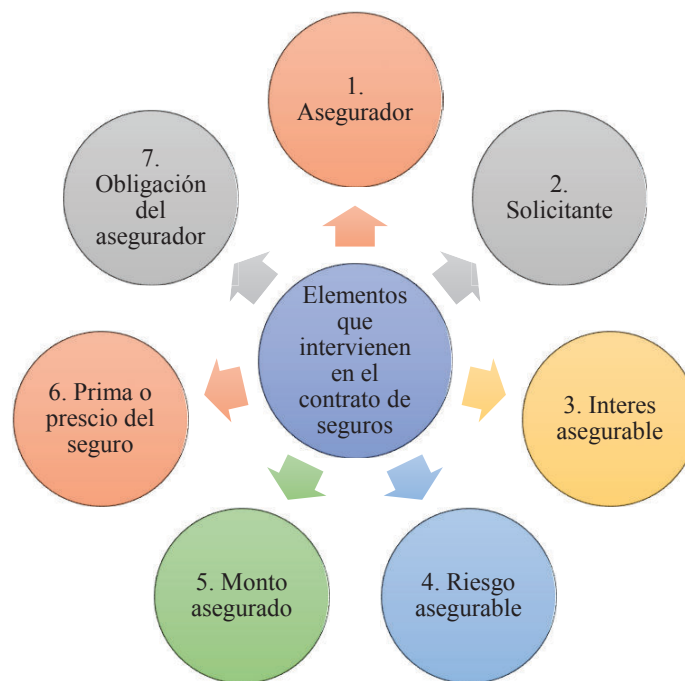 1.
Asegurador
2.
Solicitante
3. Interes
asegurable
4. Riesgo
asegurable
5. Monto
asegurado
6. Prima o
prescio del
seguro
7.
Obligación
del
asegurador
Elementos
que
intervienen
en el
contrato de
seguros